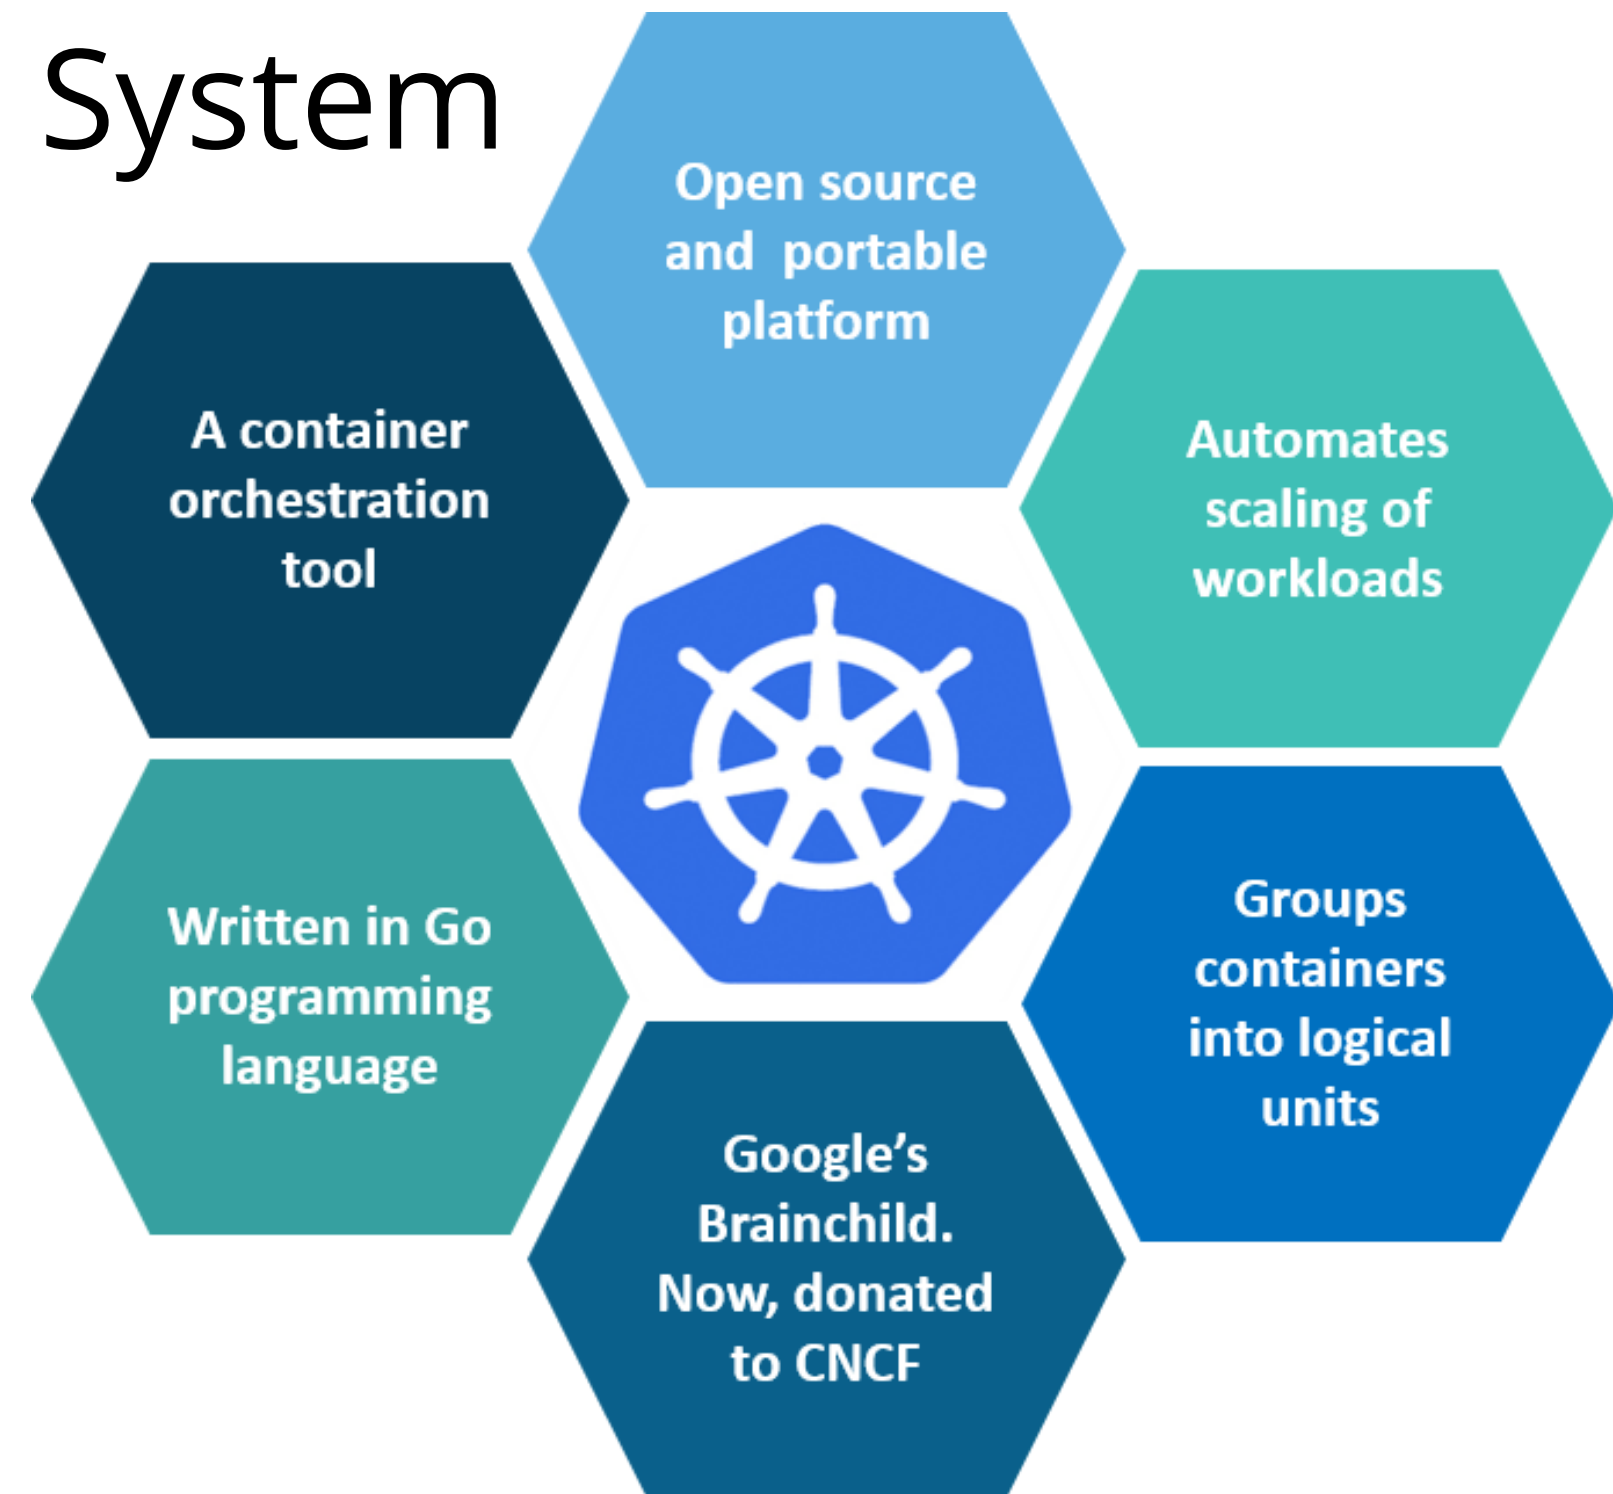 System
Open source
and  portable
platform
A container
orchestration
tool
Automates
scaling of
workloads
Written in Go
programming
language
Groups
containers
into logical
units
Google’s
Brainchild.
Now, donated
to CNCF